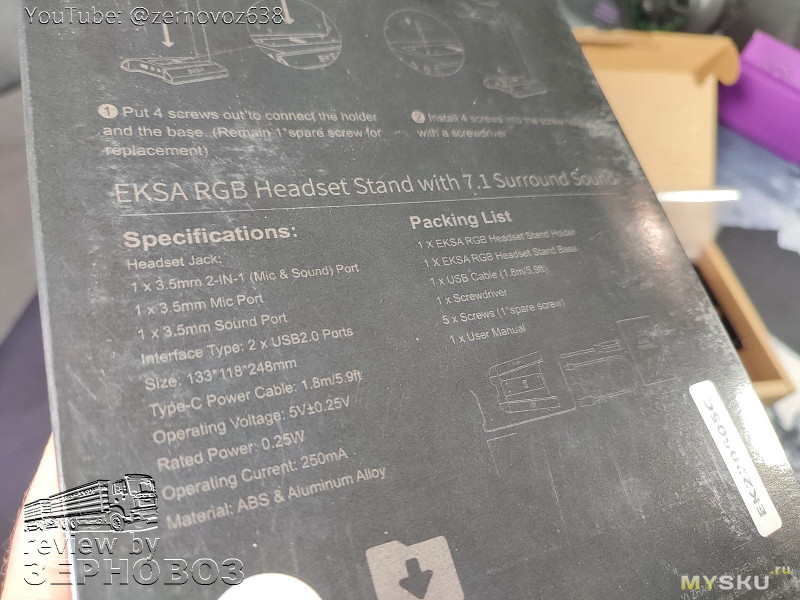 YouTube: @zernovoz638
1 Put 4 screws out to connect the holder
and the base. (Remain 1*spare screw for
replacement)
2 Install 4 screws into the screw
with a screwdriver
EKSA RGB Headset Stand with 7.1 Surround Sound
Specifications:
Headset Jack:
1 x 3.5mm 2-IN-1 (Mic & Sound) Port
1 x 3.5mm Mic Port
1 x 3.5mm Sound Port
Interface Type: 2 x USB2.0 Ports
Size: 133*118*248mm
Type-C Power Cable: 1.8m/5.9ft
Operating Voltage: 5V±0.25V
Rated Power: 0.25W
Operating Current: 250mA
Material: ABS & Aluminum Alloy
Packing List
1 X EKSA RGB Headset Stand Holder
1 X EKSA RGB Headset Stand Base
1 x USB Cable (1.8m/5.9ft)
1 x Screwdriver
5 x Screws (1*spare screw)
1 x User Manual
review by
ЗЕРНОВОЗ
MYSKU.ru